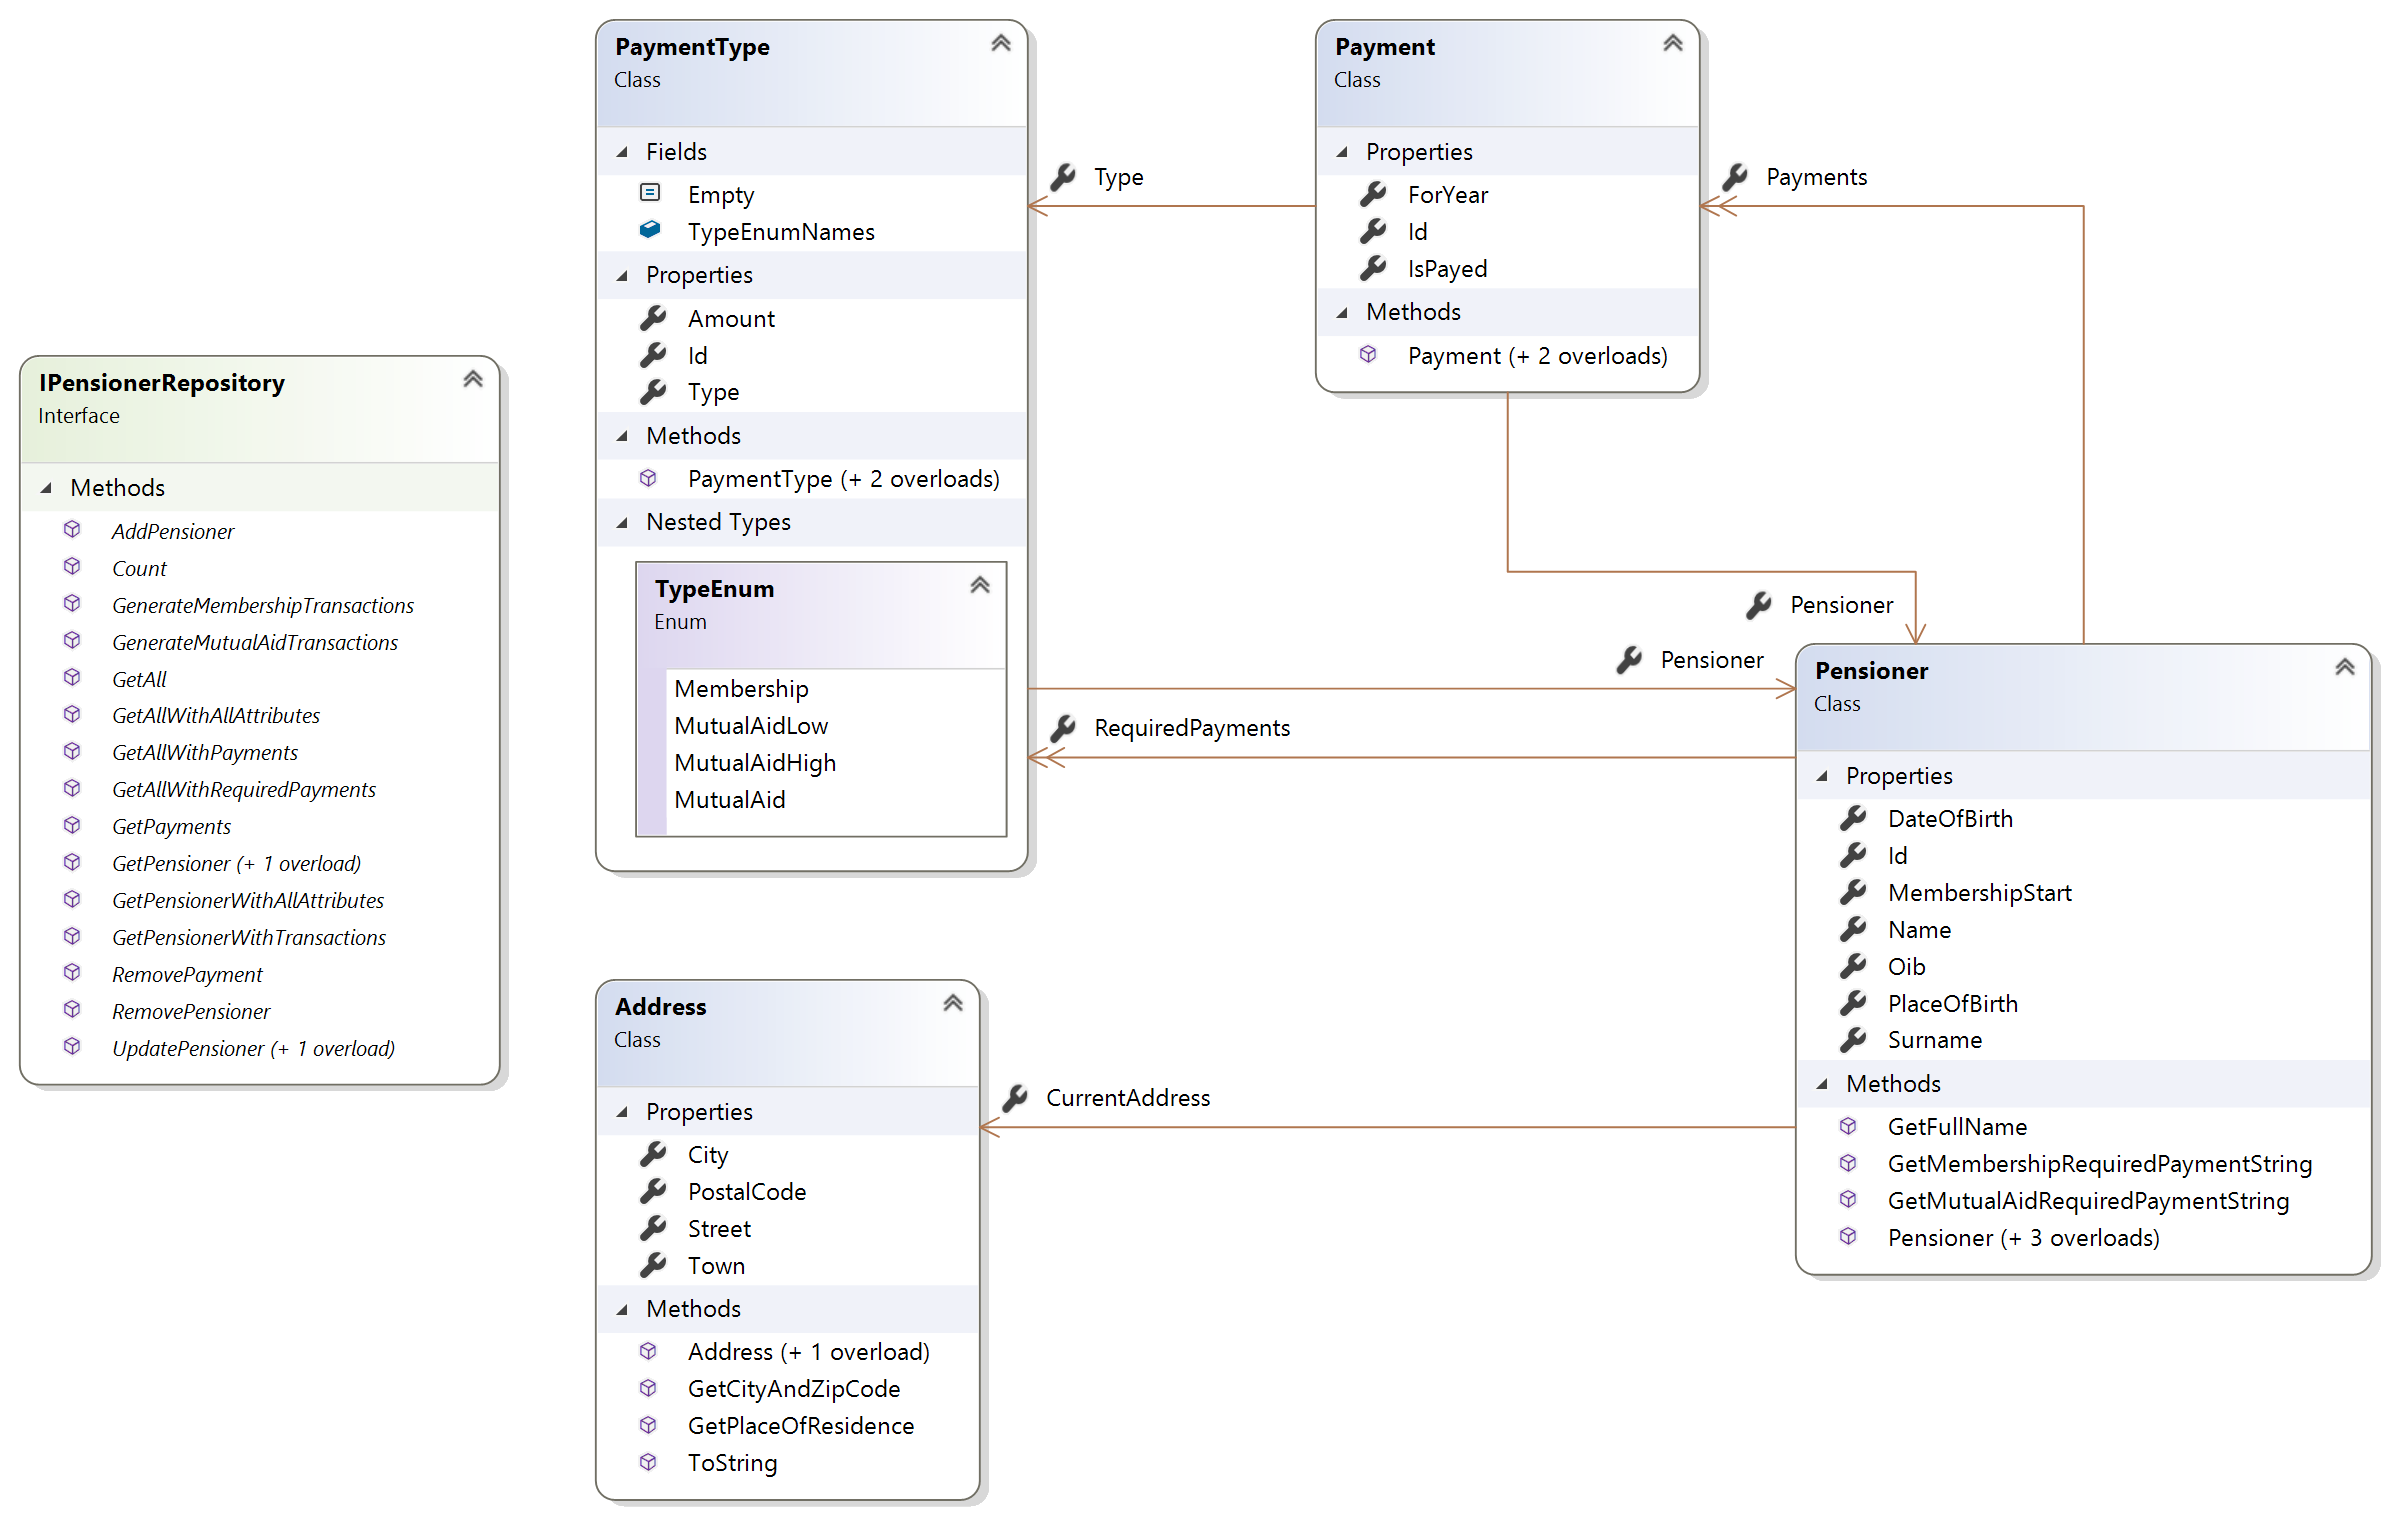 IPensionerRepository
Interface
Methods
AddPensioner
Count
GenerateMembershipTransactions
GenerateMutualAidTransactions
GetAll
GetAllWithAllAttributes
GetAllWithPayments
GetAllWithRequiredPayments
GetPayments
GetPensioner (+ 1 overload)
GetPensionerWithAllAttributes
GetPensionerWithTransactions
RemovePayment
RemovePensioner
UpdatePensioner (+ 1 overload)
PaymentType
Class
Fields
Empty
TypeEnumNames
Properties
Amount
Id
Type
Methods
PaymentType (+ 2 overloads)
Nested Types
TypeEnum
Enum
Membership
MutualAidLow
MutualAidHigh
MutualAid
Type
Payment
Class
Properties
ForYear
Id
IsPayed
Methods
Payment (+ 2 overloads)
Payments
Pensioner
Pensioner
RequiredPayments
Pensioner
Class
Properties
DateOfBirth
Id
MembershipStart
Name
Oib
PlaceOfBirth
Surname
Methods
GetFullName
GetMembershipRequiredPaymentString
GetMutualAidRequiredPaymentString
Pensioner (+ 3 overloads)
CurrentAddress
Address
Class
Properties
City
PostalCode
Street
Town
Methods
Address (+ 1 overload)
GetCityAndZipCode
GetPlaceOfResidence
ToString